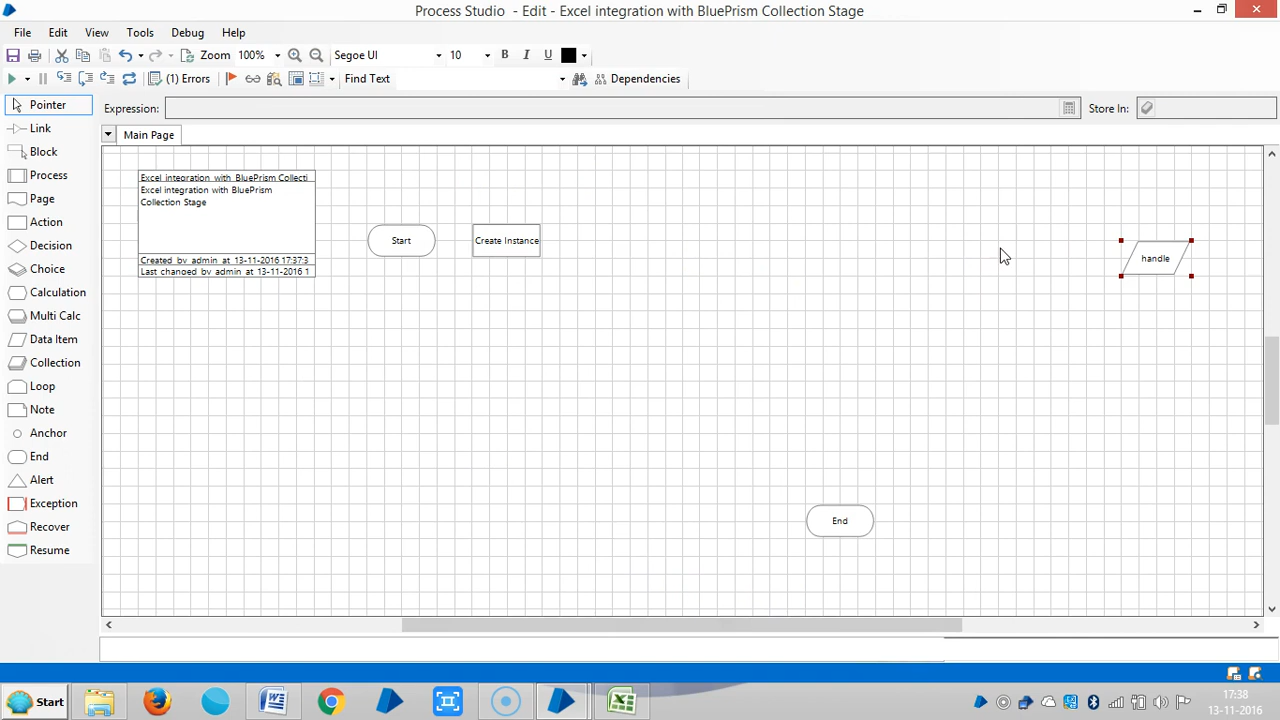 Process Studio - Edit - Excel integration with BluePrism Collection Stage
File Edit View Tools Debug Help
Zoom 100% Segoe UI 10 B I U
(1) Errors Find Text Dependencies
Pointer Expression: Store In:
Link
Main Page
Block
Process
Page
Action
Decision
Choice
Calculation
Multi Calc
Data Item
Collection
Loop
Note
Anchor
End
Alert
Exception
Recover
Resume
Excel integration with BluePrism Collecti
Excel integration with BluePrism
Collection Stage
Created by admin at 13-11-2016 17:37:3
Last changed by admin at 13-11-2016 1
Start
Create Instance
handle
End
Start
17:38
13-11-2016